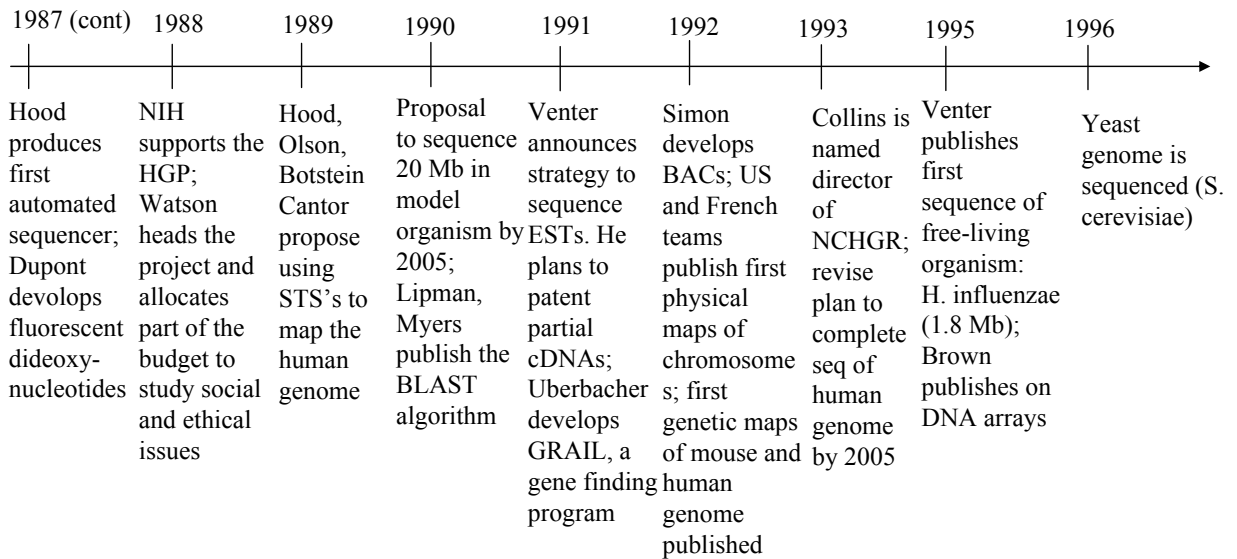 1987 (cont)
1988
1989
1990
1991
1992
1993
1995
1996
Hood
produces
first
automated
sequencer;
Dupont
devolops
fluorescent
dideoxy-
nucleotides
NIH
supports the
HGP;
Watson
heads the
project and
allocates
part of the
budget to
study social
and ethical
issues
Hood,
Olson,
Botstein
Cantor
propose
using
STS’s to
map the
human
genome
Proposal
to sequence
20 Mb in
model
organism by
2005;
Lipman,
Myers
publish the
BLAST
algorithm
Venter
announces
strategy to
sequence
ESTs. He
plans to
patent
partial
cDNAs;
Uberbacher
develops
GRAIL, a
gene finding
program
Simon
develops
BACs; US
and French
teams
publish first
physical
maps of
chromosome
s; first
genetic maps
of mouse and
human
genome
published
Collins is
named
director
of
NCHGR;
revise
plan to
complete
seq of
human
genome
by 2005
Venter
publishes
first
sequence of
free-living
organism:
H. influenzae
(1.8 Mb);
Brown
publishes on
DNA arrays
Yeast
genome is
sequenced (S.
cerevisiae)